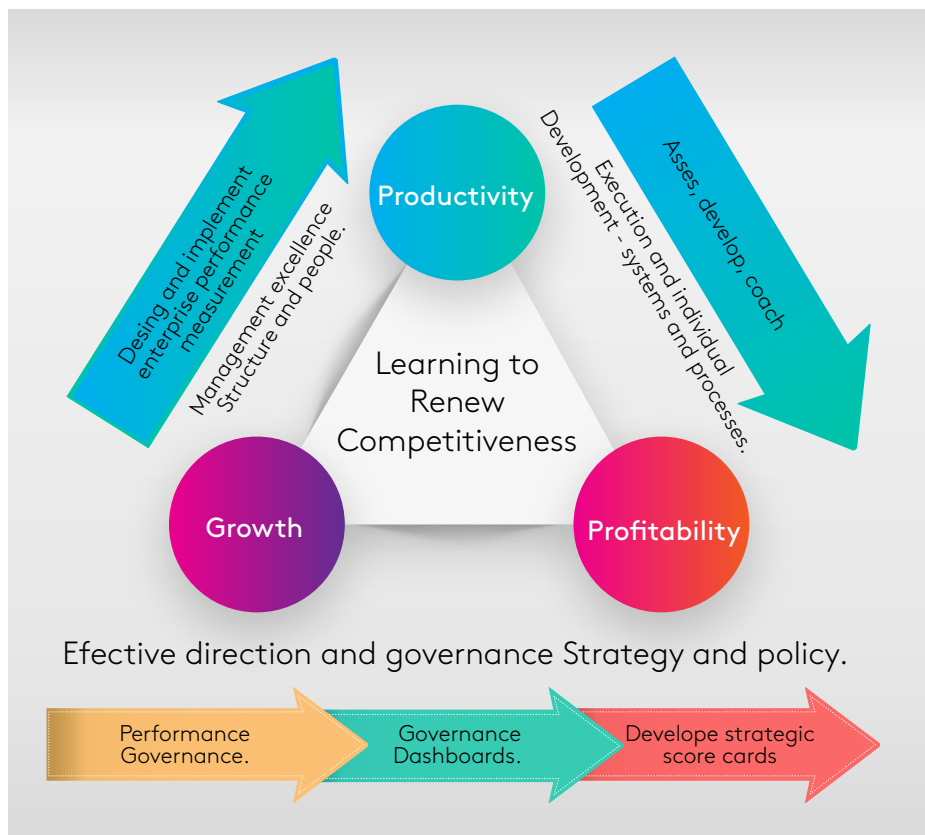 Productivity
Desing and implement
enterprise performance
measurement
Management excellence
Structure and people.
Asses, develop, coach
Execution and individual
Development - systems and processes.
Learning to
Renew
Competitiveness
Growth
Profitability
Efective direction and governance Strategy and policy.
Performance
Governance.
Governance
Dashboards.
Develope strategic
score cards